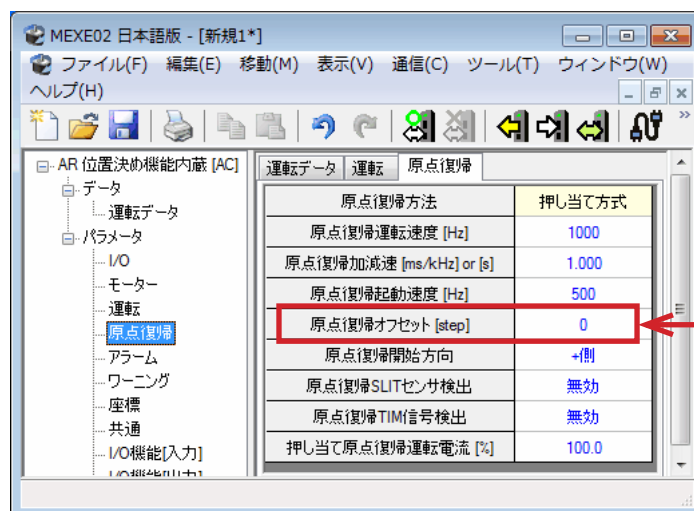 MEXE02 日本語版 - [新規1*]
ファイル(F) 編集(E) 移動(M) 表示(V) 通信(C) ツール(T) ウィンドウ(W)
ヘルプ(H)
AR 位置決め機能内蔵 [AC]
データ
運転データ
パラメータ
I/O
モーター
運転
原点復帰
アラーム
ワーニング
座標
共通
I/O機能[入力]
I/O機能[出力]
運転データ 運転 原点復帰
原点復帰方法 押し当て方式
原点復帰運転速度 [Hz] 1000
原点復帰加減速 [ms/kHz] or [s] 1.000
原点復帰起動速度 [Hz] 500
原点復帰オフセット [step] 0
原点復帰開始方向 +側
原点復帰SLITセンサ検出 無効
原点復帰TIM信号検出 無効
押し当て原点復帰運転電流 [%] 100.0